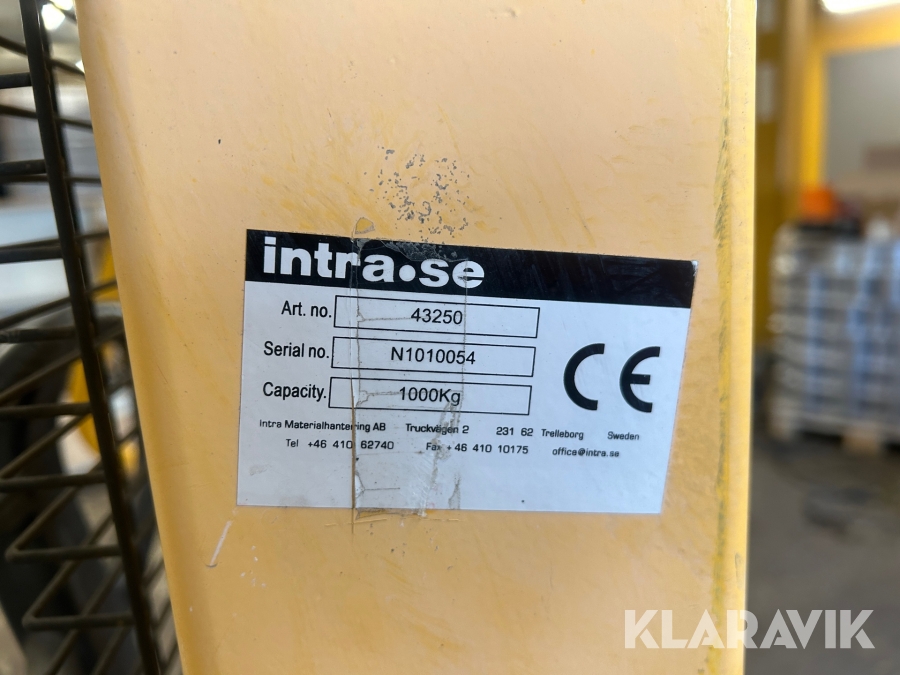 intra.se
Art. no. 43250
Serial no. N1010054
Capacity. 1000Kg
CE
Intra Materialhantering AB Truckvägen 2 231 62 Trelleborg Sweden
Tel +46 410 62740 Fax +46 410 10175 office@intra.se
KLARAVIK